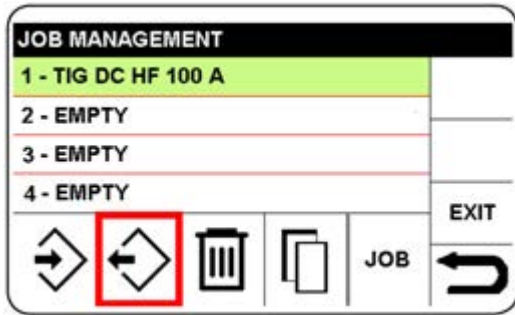 JOB MANAGEMENT
1 - TIG DC HF 100 A
2 - EMPTY
3 - EMPTY
4 - EMPTY
EXIT
JOB